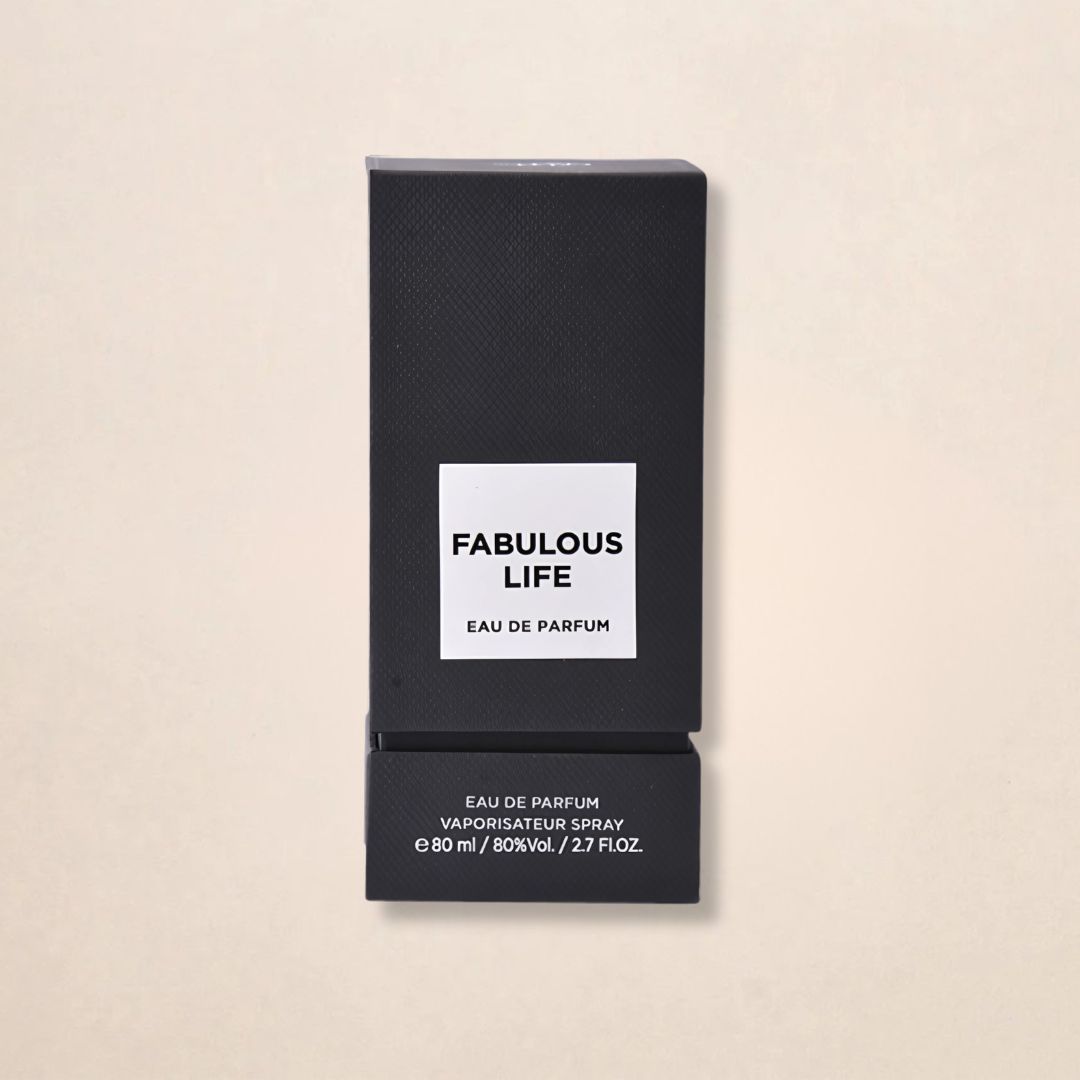 FABULOUS
LIFE
EAU DE PARFUM
EAU DE PARFUM
VAPORISATEUR SPRAY
℮ 80 ml / 80%Vol. / 2.7 Fl.OZ.